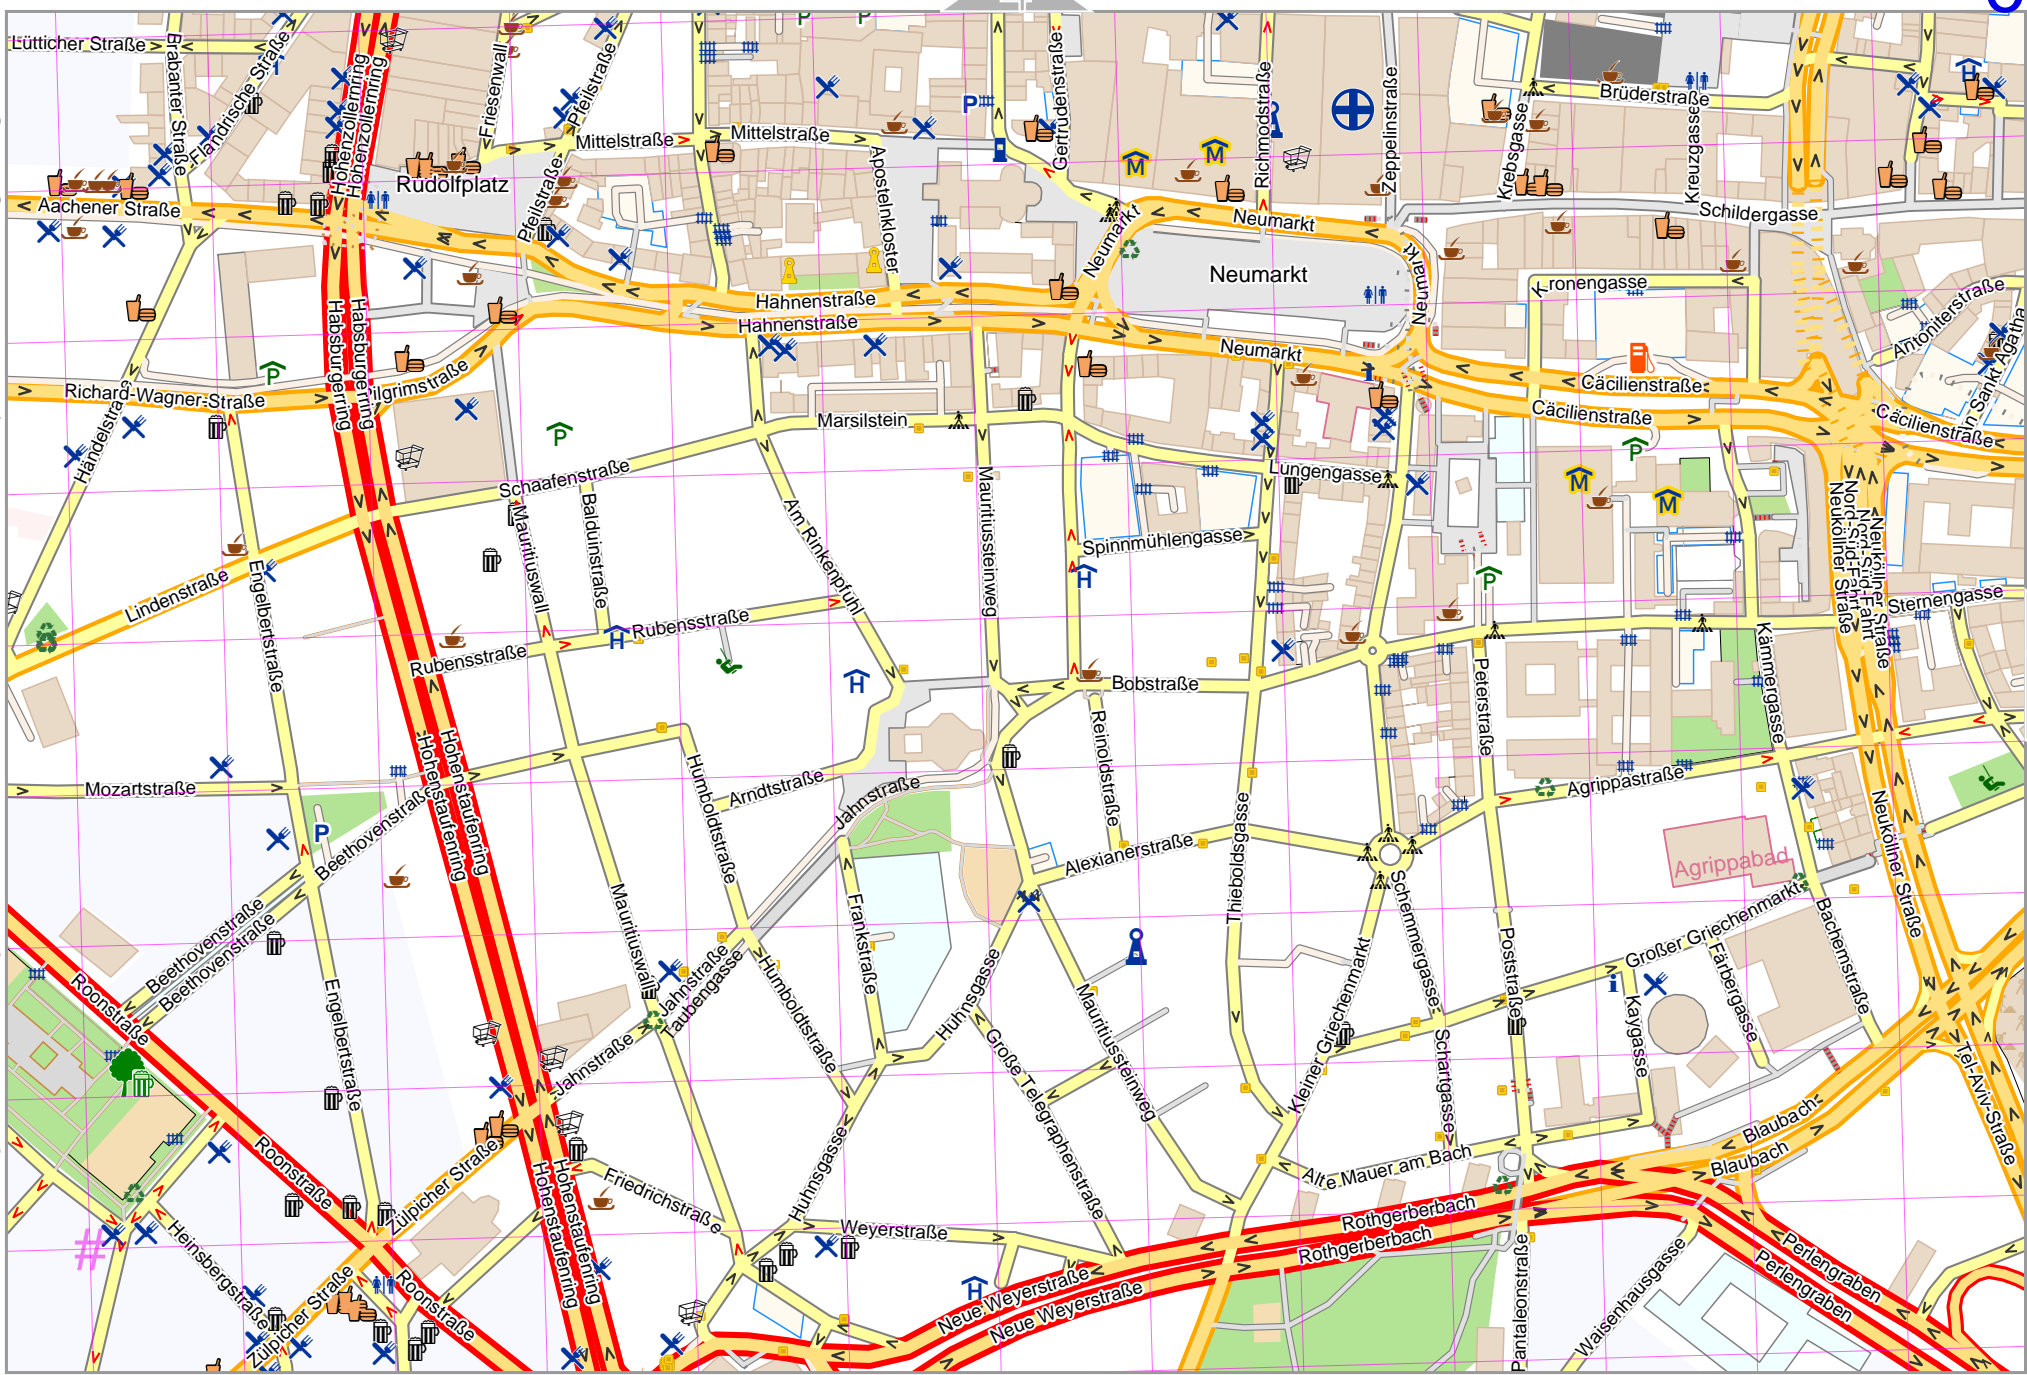 Lütticher Straße
Brabanter Straße
Flandrische Straße
Hohenzollernring
Hohenzollernring
Friesenwall
Pfeilstraße
Mittelstraße
Mittelstraße
Apostelnkloster
Gertrudenstraße
Richmodstraße
Zeppelinstraße
Krebsgasse
Brüderstraße
Kreuzgasse
Schildergasse
P
P
P
H
H
M
M
Rudolfplatz
Aachener Straße
Pfeilstraße
Neumarkt
Neumarkt
Neumarkt
Neumarkt
Neumarkt
Kronengasse
Antoniterstraße
An Sankt Agatha
Hahnenstraße
Hahnenstraße
Habsburgerring
Habsburgerring
Richard-Wagner-Straße
Pilgrimstraße
Händelstraße
P
P
Cäcilienstraße
Cäcilienstraße
Cäcilienstraße
Marsilstein
Lungengasse
Schaafenstraße
Balduinstraße
Mauritiuswall
Am Rinkenpfuhl
Mauritiussteinweg
Spinnmühlengasse
H
P
M
M
P
Neuköllner Straße
Nord-Süd-Fahrt
Nord-Süd-Fahrt
Neuköllner Straße
Sternengasse
Lindenstraße
Engelbertstraße
Rubensstraße
Rubensstraße
H
H
Bobstraße
Reinoldstraße
Peterstraße
Kämmergasse
Mozartstraße
Hohenstaufenring
Hohenstaufenring
Humboldtstraße
Arndtstraße
Jahnstraße
Agrippastraße
Agrippabad
Alexianerstraße
Thieboldsgasse
P
Beethovenstraße
Beethovenstraße
Beethovenstraße
Mauritiuswall
Frankstraße
Schemmergasse
Poststraße
Großer Griechenmarkt
Bachemstraße
Neuköllner Straße
Roonstraße
Engelbertstraße
Jahnstraße
Taubengasse
Humboldtstraße
Huhnsgasse
Mauritiussteinweg
Kleiner Griechenmarkt
Färbergasse
Kaygasse
i
Jahnstraße
Große Telegraphenstraße
Schartgasse
Tel-Aviv-Straße
Roonstraße
Zülpicher Straße
Friedrichstraße
Huhnsgasse
Alte Mauer am Bach
Blaubach
Blaubach
Hohenstaufenring
Hohenstaufenring
Weyerstraße
Rothgerberbach
Rothgerberbach
#
Heinsbergstraße
Zülpicher Straße
Roonstraße
H
Neue Weyerstraße
Neue Weyerstraße
Pantaleonstraße
Waisenhausgasse
Perlengraben
Perlengraben